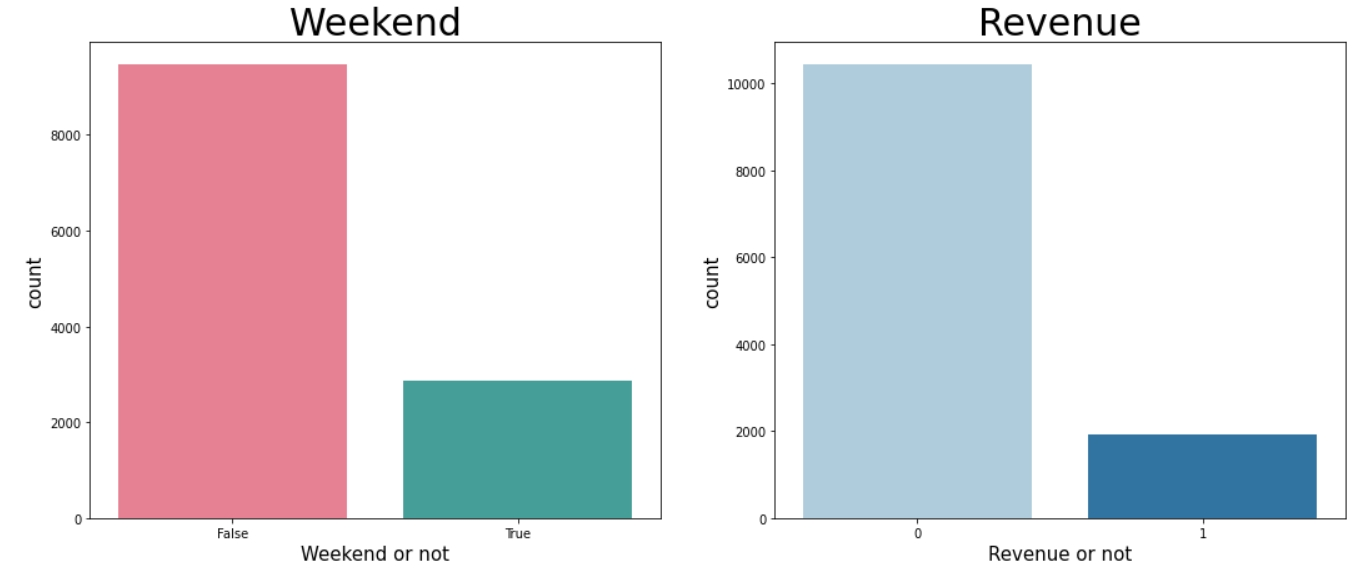 Weekend
8000
6000
4000
2000
0
count
False
True
Weekend or not
Revenue
10000
8000
6000
4000
2000
0
count
0
1
Revenue or not